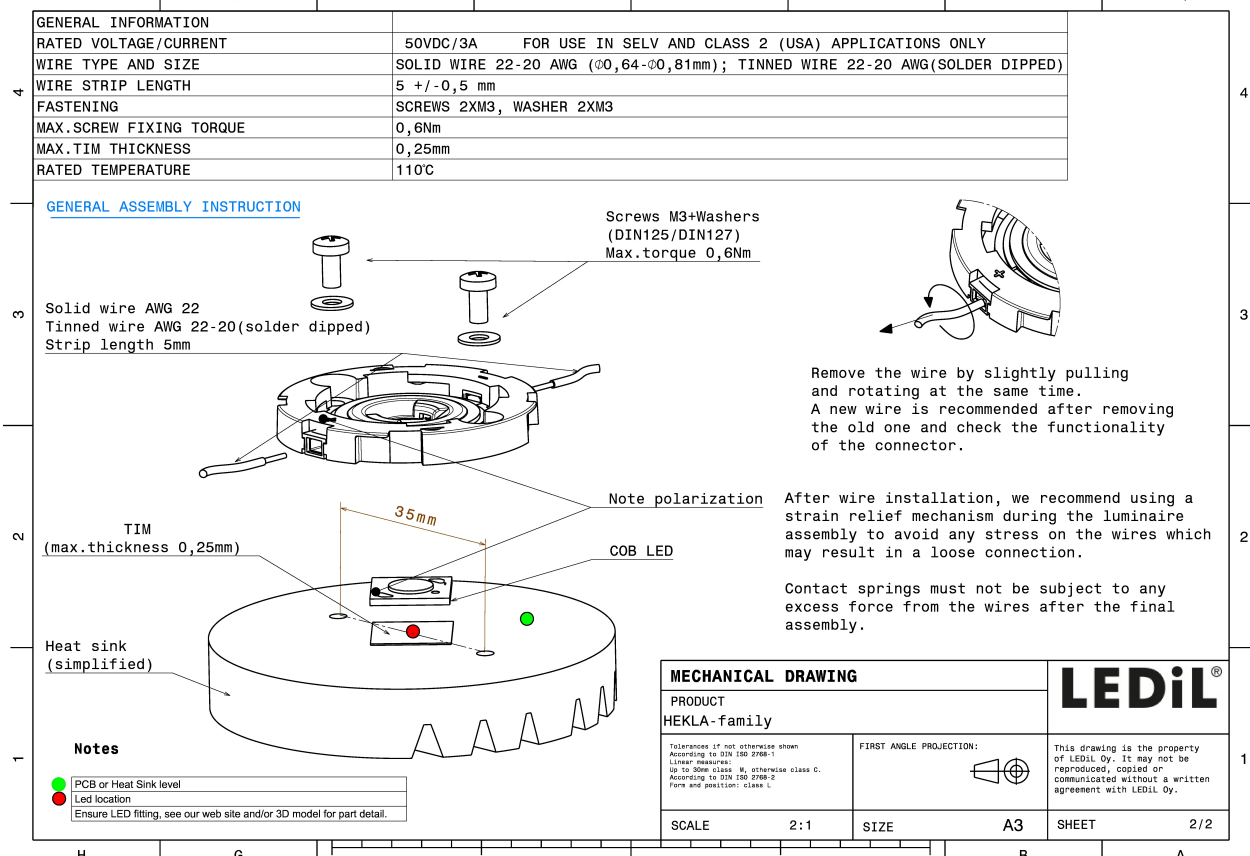 GENERAL INFORMATION
RATED VOLTAGE/CURRENT 50VDC/3A FOR USE IN SELV AND CLASS 2 (USA) APPLICATIONS ONLY
WIRE TYPE AND SIZE SOLID WIRE 22-20 AWG (Ø0,64-Ø0,81mm); TINNED WIRE 22-20 AWG(SOLDER DIPPED)
WIRE STRIP LENGTH 5 +/-0,5 mm
FASTENING SCREWS 2XM3, WASHER 2XM3
MAX.SCREW FIXING TORQUE 0,6Nm
MAX.TIM THICKNESS 0,25mm
RATED TEMPERATURE 110℃
4
4
GENERAL ASSEMBLY INSTRUCTION
Screws M3+Washers
(DIN125/DIN127)
Max.torque 0,6Nm
3
3
Solid wire AWG 22
Tinned wire AWG 22-20(solder dipped)
Strip length 5mm
Remove the wire by slightly pulling
and rotating at the same time.
A new wire is recommended after removing
the old one and check the functionality
of the connector.
Note polarization
35mm
TIM
(max.thickness 0,25mm)
COB LED
After wire installation, we recommend using a
strain relief mechanism during the luminaire
assembly to avoid any stress on the wires which
may result in a loose connection.
2
2
Contact springs must not be subject to any
excess force from the wires after the final
assembly.
Heat sink
(simplified)
MECHANICAL DRAWING
PRODUCT
HEKLA-family
LEDiL®
Tolerances if not otherwise shown
According to DIN ISO 2768-1
Linear measures:
Up to 30mm class M, otherwise class C.
According to DIN ISO 2768-2
Form and position: class L
FIRST ANGLE PROJECTION:
This drawing is the property
of LEDiL Oy. It may not be
reproduced, copied or
communicated without a written
agreement with LEDiL Oy.
1
1
Notes
PCB or Heat Sink level
Led location
Ensure LED fitting, see our web site and/or 3D model for part detail.
SCALE 2:1
SIZE A3
SHEET 2/2
H
G
B
A